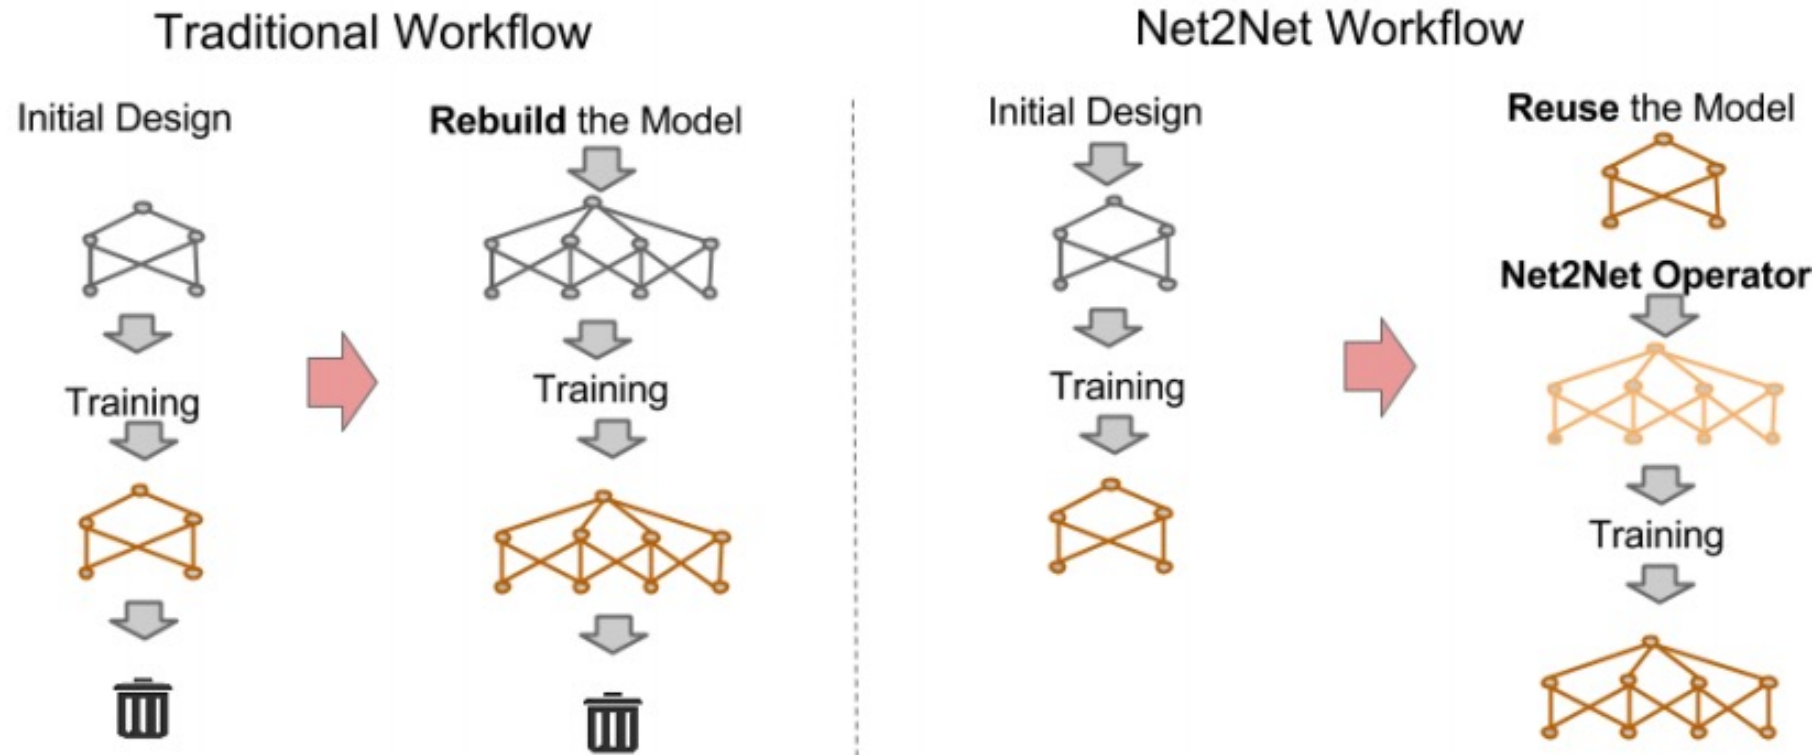 Traditional Workflow
Initial Design
Rebuild the Model
Training
Training
Net2Net Workflow
Initial Design
Reuse the Model
Net2Net Operator
Training
Training